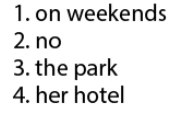 1. on weekends
2. no
3. the park
4. her hotel